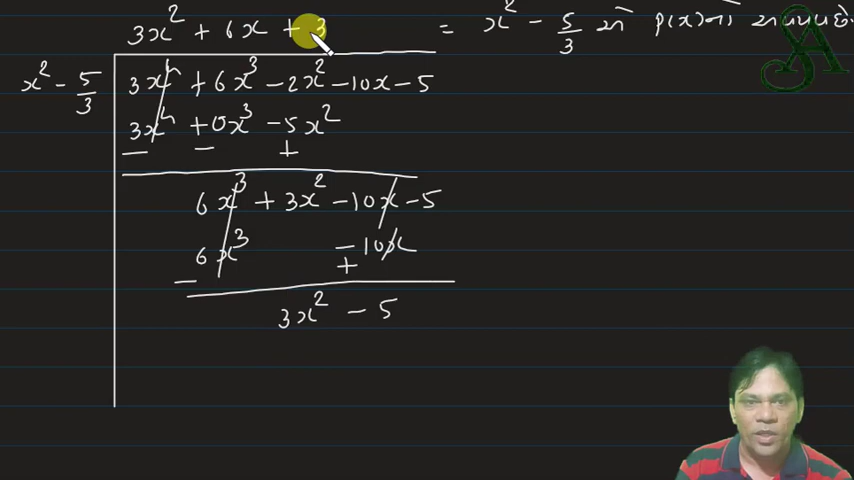 3x² + 6x + 3 = x² - 5/3 ને p(x)ને
x² - 5/3 3x⁴ + 6x³ - 2x² - 10x - 5
3x⁴ + 0x³ - 5x²
- - +
6x³ + 3x² - 10x - 5
6x³ - 10x
- +
3x² - 5